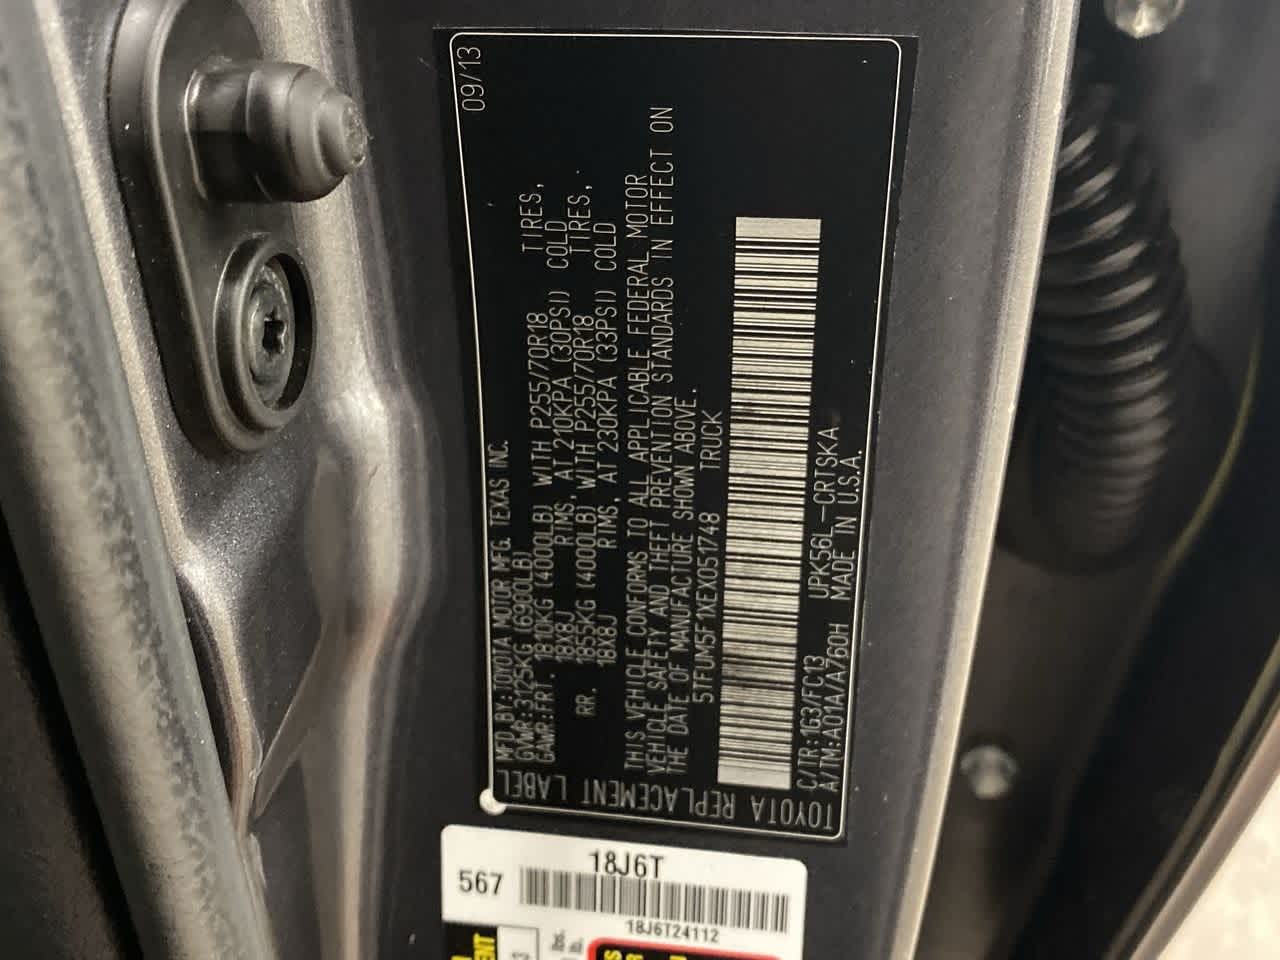 09/13
MFD.BY: TOYOTA MOTOR MFG. TEXAS INC.
GVWR: 3125KG (6900LB)
GAWR: FRT. 1810KG (4000LB) WITH P255/70R18 TIRES,
18X8J RIMS, AT 210KPA (30PSI) COLD
RR. 1855KG (4000LB) WITH P255/70R18 TIRES,
18X8J RIMS, AT 230KPA (33PSI) COLD
THIS VEHICLE CONFORMS TO ALL APPLICABLE FEDERAL MOTOR
VEHICLE SAFETY AND THEFT PREVENTION STANDARDS IN EFFECT ON
THE DATE OF MANUFACTURE SHOWN ABOVE.
5TFUM5F1XEX051748 TRUCK
C/TR:1G3/FC13 UPK56L-CRTSKA
A/TM:A01A/A760H MADE IN U.S.A.
TOYOTA REPLACEMENT LABEL
18J6T
567
18J6T24112
lbs.